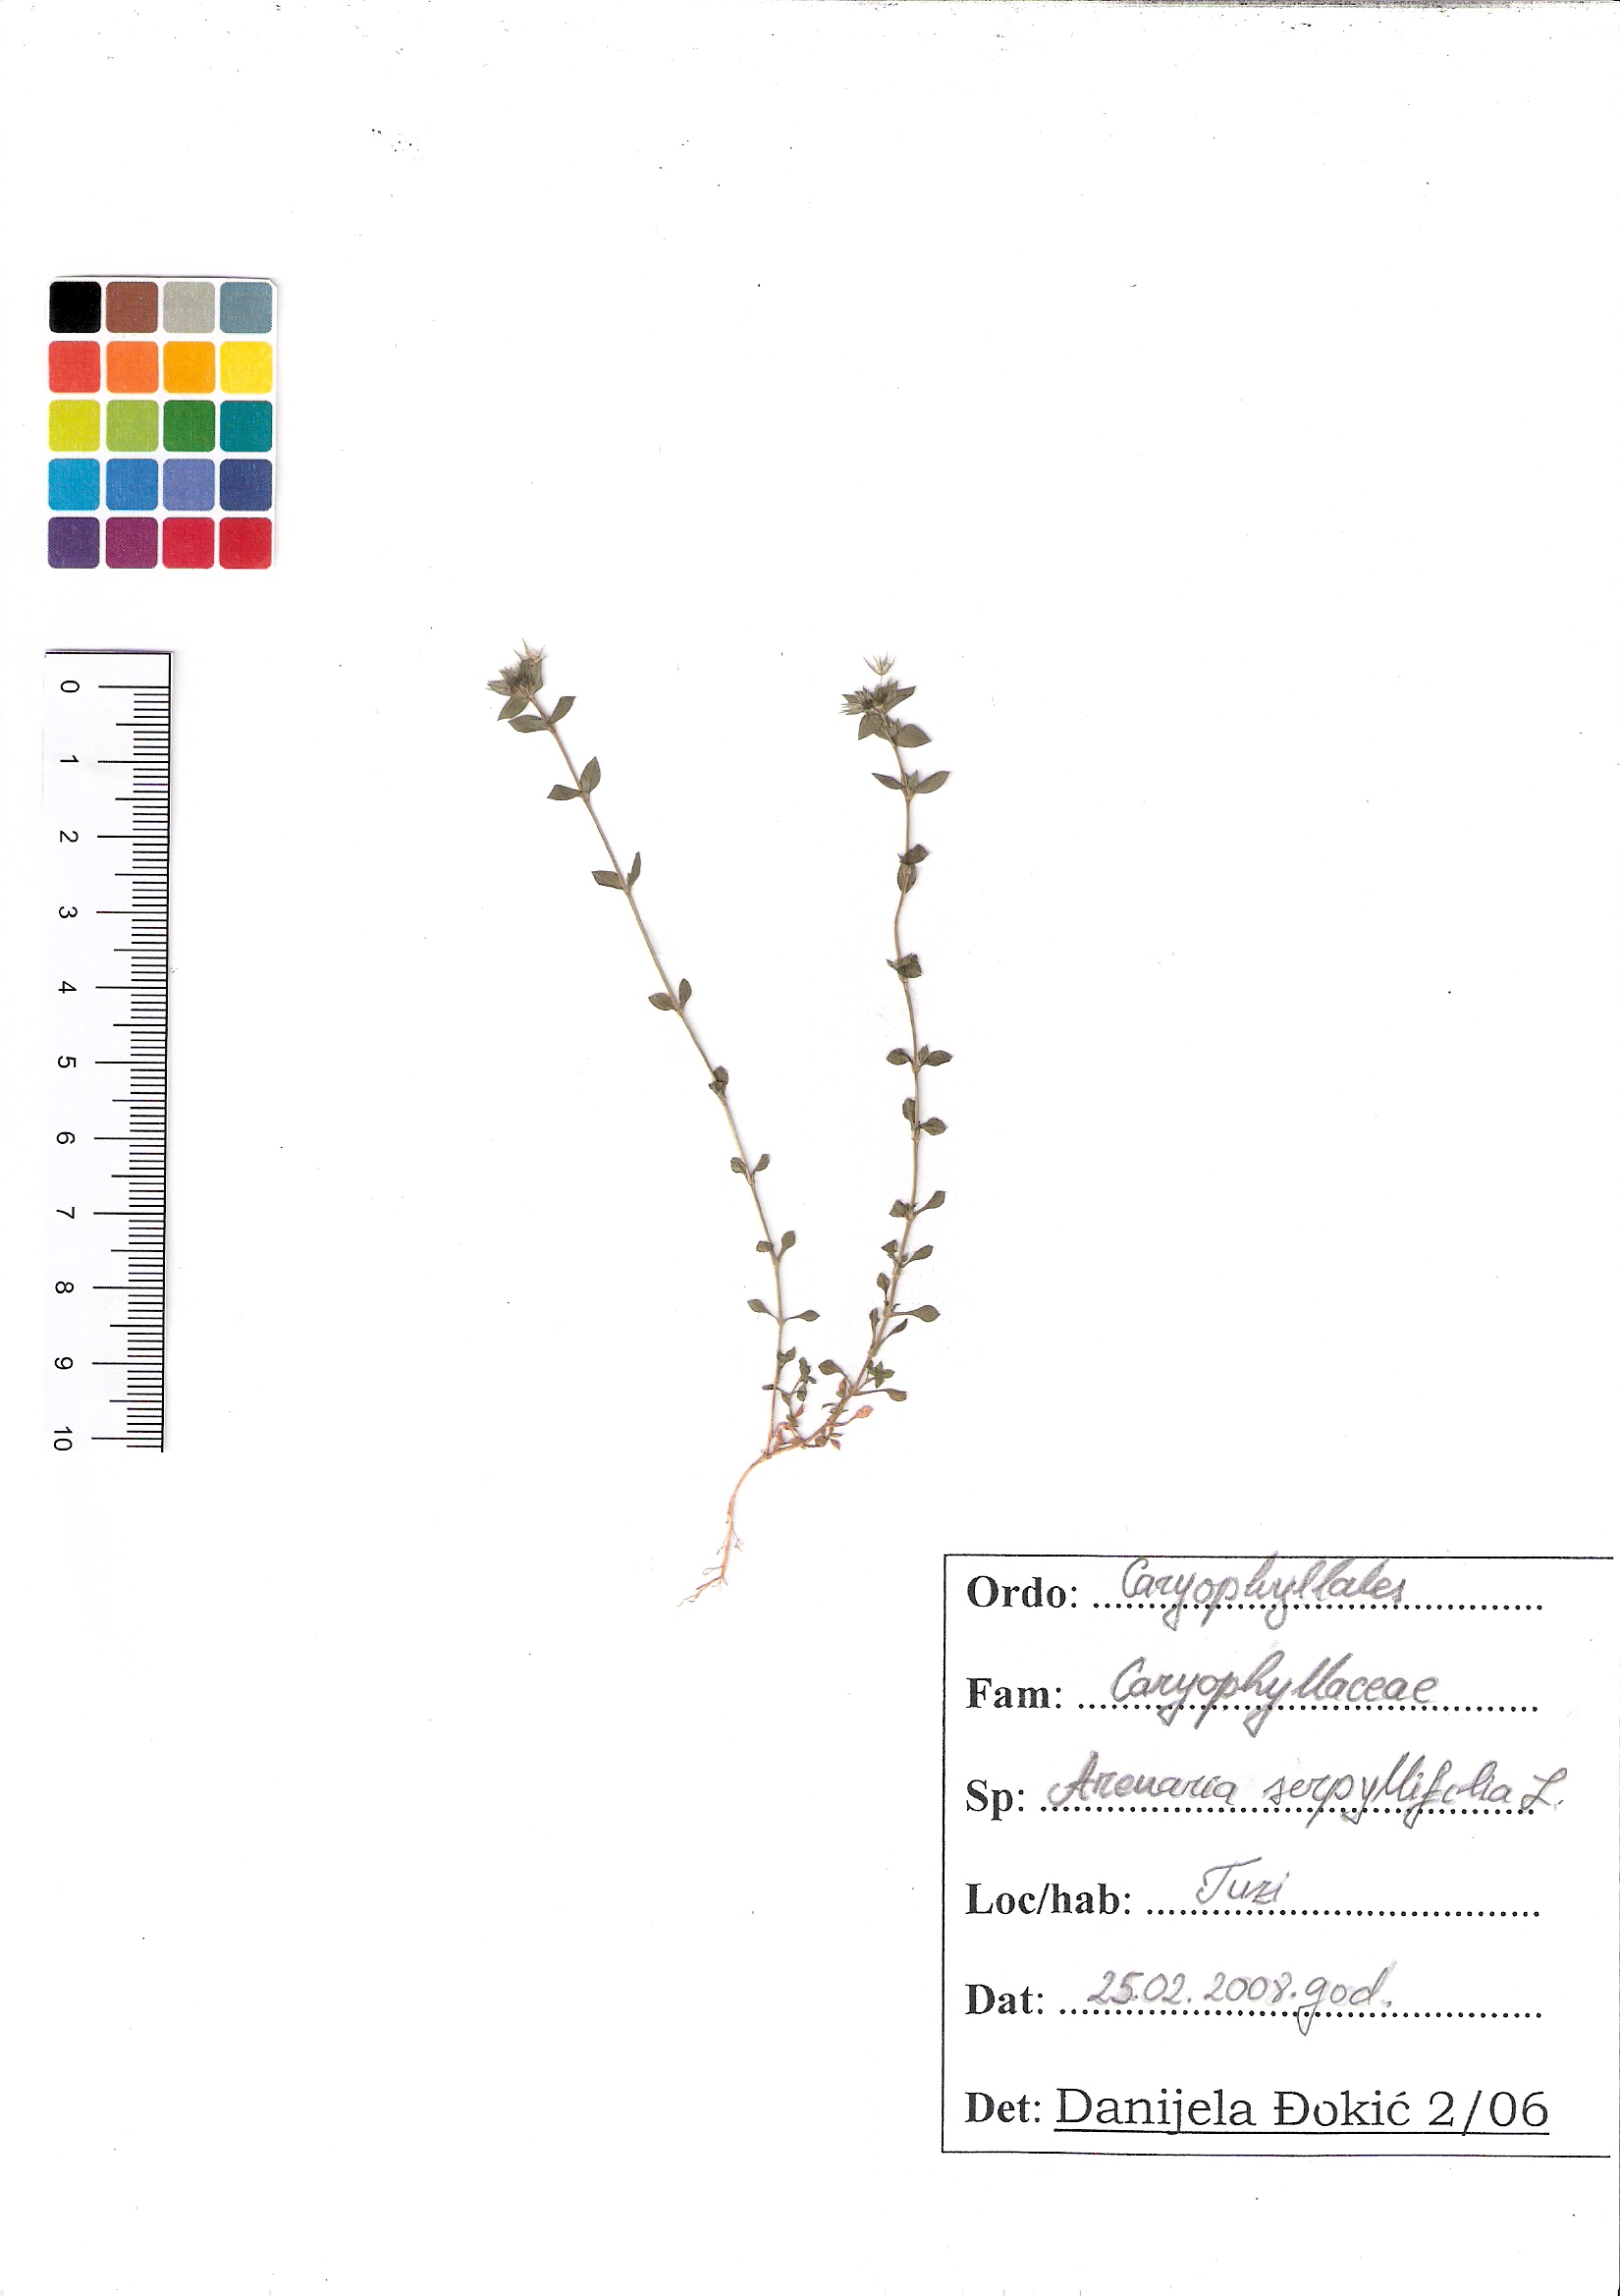 0
1
2
3
4
5
6
7
8
9
10
Ordo: Caryophyllales
Fam: Caryophyllaceae
Sp: Arenaria serpyllifolia L.
Loc/hab: Tuzi
Dat: 25.02.2008.god.
Det: Danijela Đokić 2/06